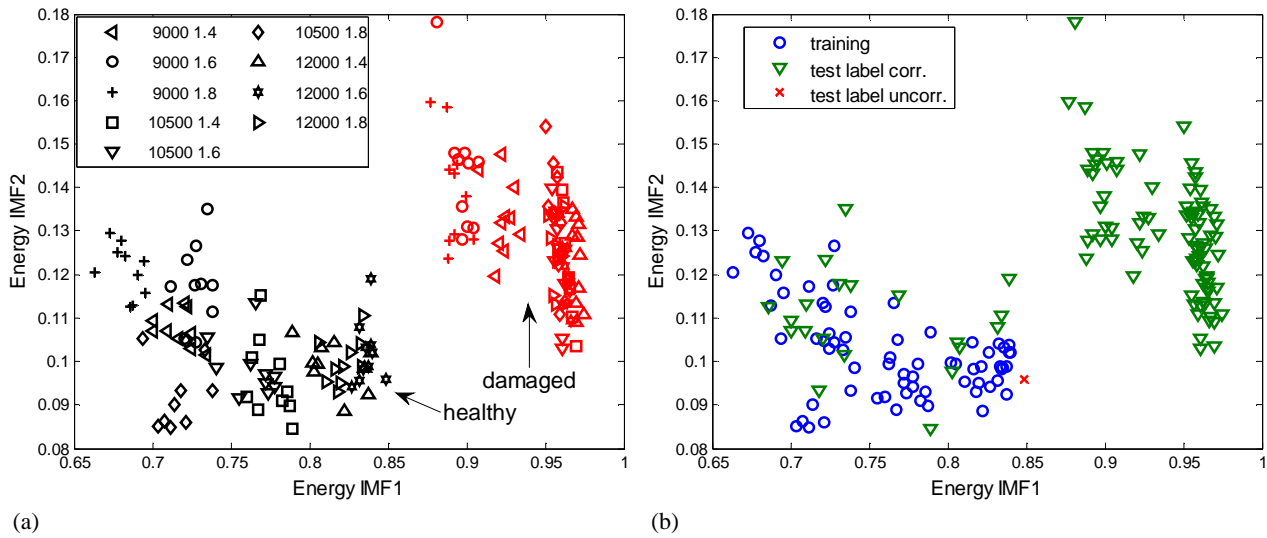 0.18
0.17
0.16
0.15
0.14
0.13
0.12
0.11
0.1
0.09
0.08
Energy IMF2
9000 1.4
9000 1.6
9000 1.8
10500 1.4
10500 1.6
10500 1.8
12000 1.4
12000 1.6
12000 1.8
damaged
healthy
0.65 0.7 0.75 0.8 0.85 0.9 0.95 1
Energy IMF1
(a)
0.18
0.17
0.16
0.15
0.14
0.13
0.12
0.11
0.1
0.09
0.08
Energy IMF2
training
test label corr.
test label uncorr.
0.65 0.7 0.75 0.8 0.85 0.9 0.95 1
Energy IMF1
(b)